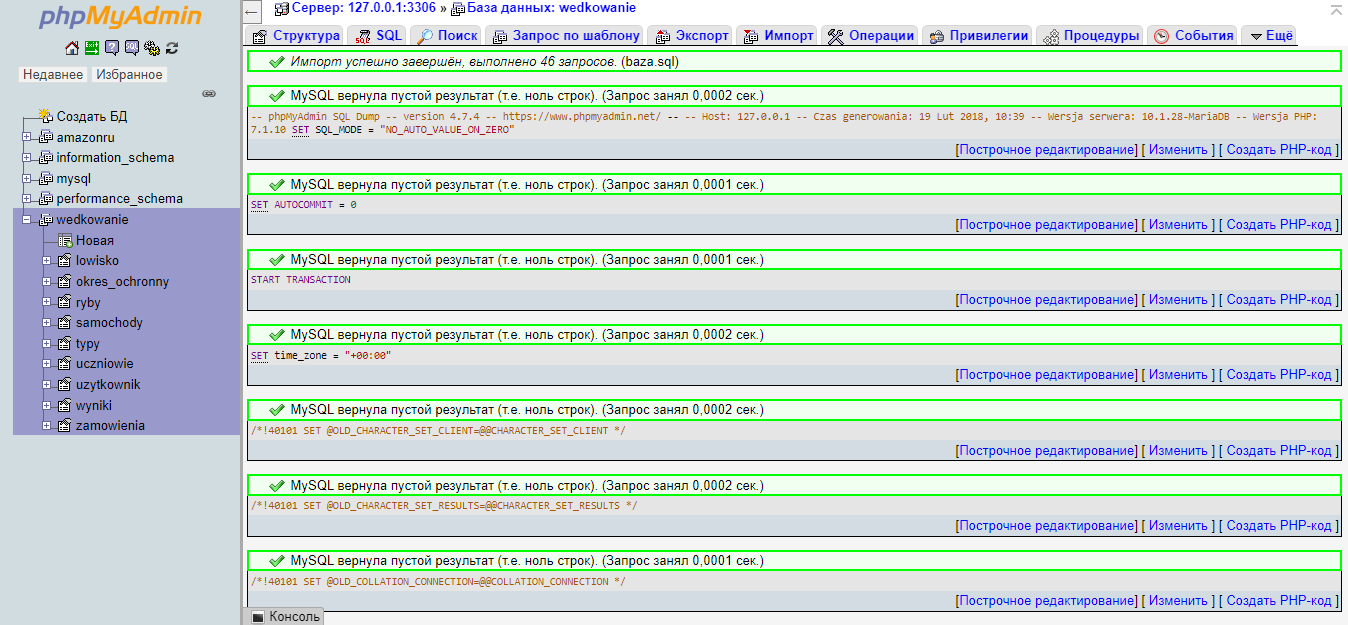 phpMyAdmin
Недавнее Избранное
Создать БД
amazonru
information_schema
mysql
performance_schema
wedkowanie
Новая
lowisko
okres_ochronny
ryby
samochody
typy
uczniowie
uzytkownik
wyniki
zamowienia
Сервер: 127.0.0.1:3306 » База данных: wedkowanie
Структура SQL Поиск Запрос по шаблону Экспорт Импорт Операции Привилегии Процедуры События Ещё
Импорт успешно завершён, выполнено 46 запросов. (baza.sql)
MySQL вернула пустой результат (т.е. ноль строк). (Запрос занял 0,0002 сек.)
-- phpMyAdmin SQL Dump -- version 4.7.4 -- https://www.phpmyadmin.net/ -- -- Host: 127.0.0.1 -- Czas generowania: 19 Lut 2018, 10:39 -- Wersja serwera: 10.1.28-MariaDB -- Wersja PHP:
7.1.10 SET SQL_MODE = "NO_AUTO_VALUE_ON_ZERO"
[Построчное редактирование] [ Изменить ] [ Создать PHP-код ]
MySQL вернула пустой результат (т.е. ноль строк). (Запрос занял 0,0001 сек.)
SET AUTOCOMMIT = 0
[Построчное редактирование] [ Изменить ] [ Создать PHP-код ]
MySQL вернула пустой результат (т.е. ноль строк). (Запрос занял 0,0001 сек.)
START TRANSACTION
[Построчное редактирование] [ Изменить ] [ Создать PHP-код ]
MySQL вернула пустой результат (т.е. ноль строк). (Запрос занял 0,0002 сек.)
SET time_zone = "+00:00"
[Построчное редактирование] [ Изменить ] [ Создать PHP-код ]
MySQL вернула пустой результат (т.е. ноль строк). (Запрос занял 0,0002 сек.)
/*!40101 SET @OLD_CHARACTER_SET_CLIENT=@@CHARACTER_SET_CLIENT */
[Построчное редактирование] [ Изменить ] [ Создать PHP-код ]
MySQL вернула пустой результат (т.е. ноль строк). (Запрос занял 0,0002 сек.)
/*!40101 SET @OLD_CHARACTER_SET_RESULTS=@@CHARACTER_SET_RESULTS */
[Построчное редактирование] [ Изменить ] [ Создать PHP-код ]
MySQL вернула пустой результат (т.е. ноль строк). (Запрос занял 0,0001 сек.)
/*!40101 SET @OLD_COLLATION_CONNECTION=@@COLLATION_CONNECTION */
[Построчное редактирование] [ Изменить ] [ Создать PHP-код ]
Консоль